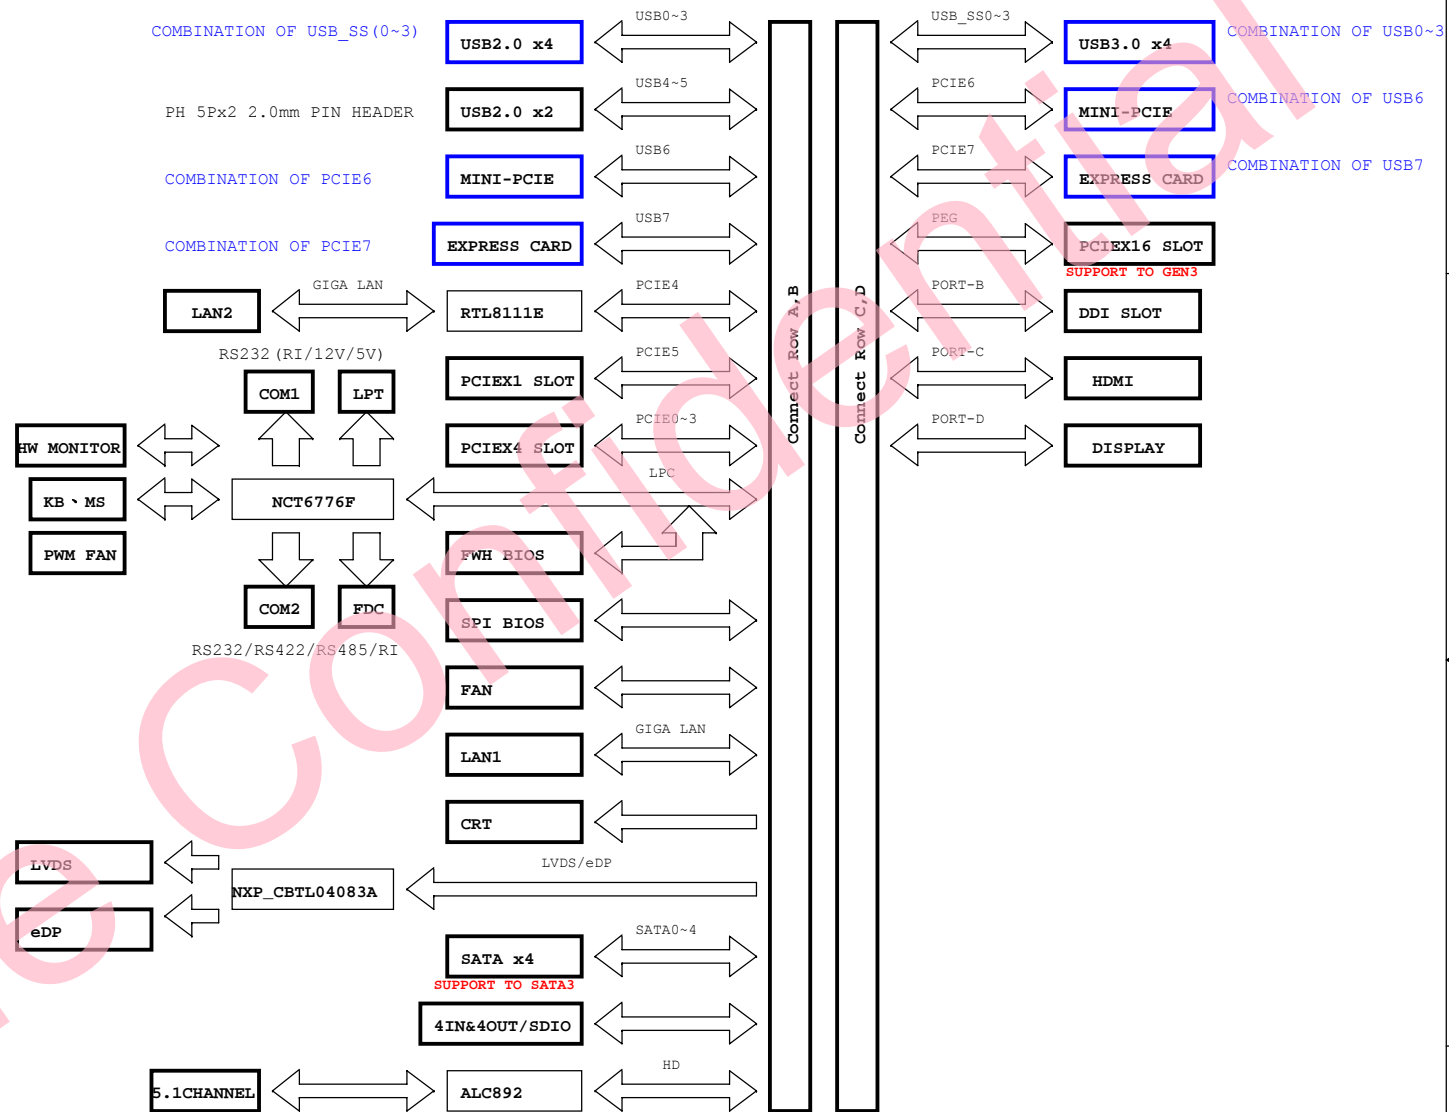 USB0~3
USB_SS0~3
COMBINATION OF USB_SS(0~3)
USB2.0 x4
USB3.0 x4
COMBINATION OF USB0~3
USB4~5
PCIE6
PH 5Px2 2.0mm PIN HEADER
USB2.0 x2
MINI-PCIE
COMBINATION OF USB6
USB6
PCIE7
COMBINATION OF PCIE6
MINI-PCIE
EXPRESS CARD
COMBINATION OF USB7
USB7
PEG
COMBINATION OF PCIE7
EXPRESS CARD
PCIEX16 SLOT
SUPPORT TO GEN3
GIGA LAN
PCIE4
PORT-B
LAN2
RTL8111E
DDI SLOT
RS232(RI/12V/5V)
PCIE5
PORT-C
COM1
LPT
PCIEX1 SLOT
HDMI
Connect Row A,B
Connect Row C,D
PCIE0~3
PORT-D
HW MONITOR
PCIEX4 SLOT
DISPLAY
LPC
KB、MS
NCT6776F
PWM FAN
FWH BIOS
COM2
FDC
SPI BIOS
RS232/RS422/RS485/RI
FAN
GIGA LAN
LAN1
CRT
LVDS/eDP
LVDS
NXP_CBTL04083A
eDP
SATA0~4
SATA x4
SUPPORT TO SATA3
4IN&4OUT/SDIO
HD
5.1CHANNEL
ALC892
e Confidential